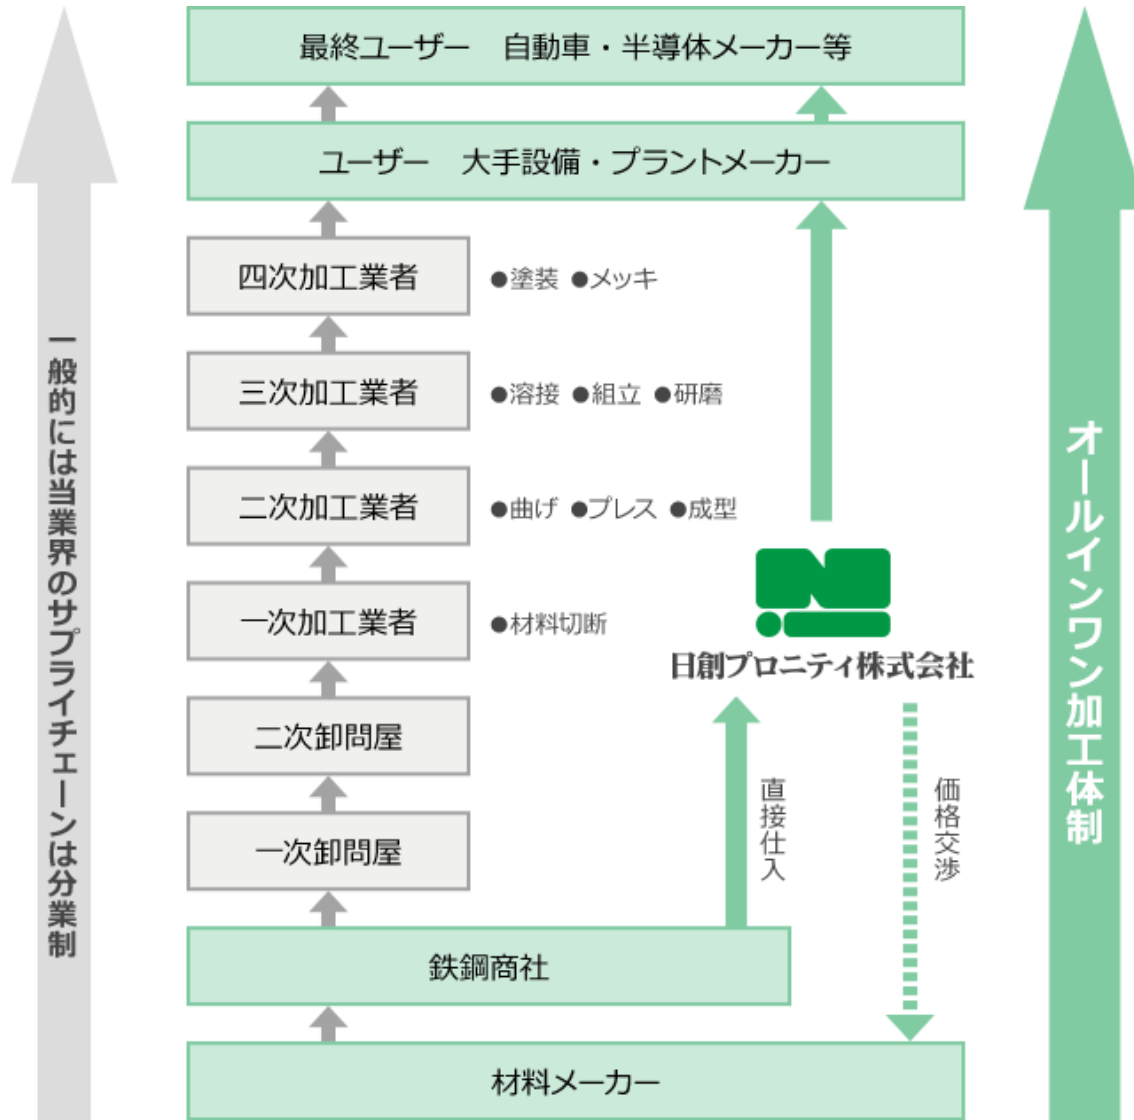 最終ユーザー　自動車・半導体メーカー等
ユーザー　大手設備・プラントメーカー
四次加工業者
●塗装 ●メッキ
三次加工業者
●溶接 ●組立 ●研磨
二次加工業者
●曲げ ●プレス ●成型
一次加工業者
●材料切断
二次卸問屋
一次卸問屋
鉄鋼商社
材料メーカー
日創プロニティ株式会社
直接仕入
価格交渉
一般的には当業界のサプライチェーンは分業制
オールインワン加工体制